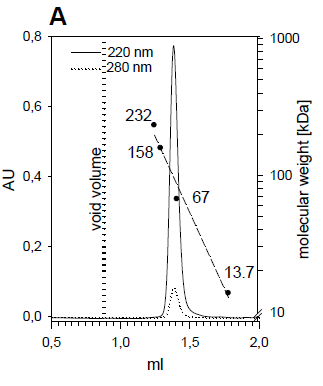 A
0,8
0,6
0,4
0,2
0,0
AU
220 nm
280 nm
void volume
232
158
67
13.7
1000
100
10
molecular weight [kDa]
0,5
1,0
1,5
2,0
ml